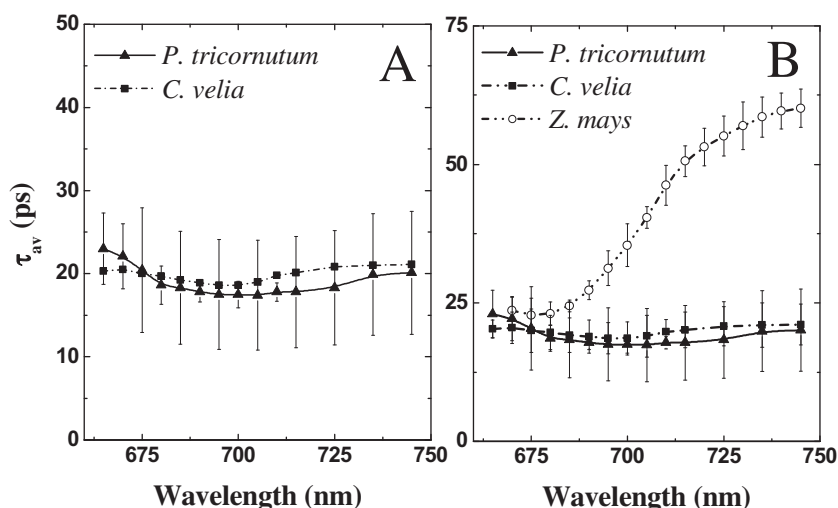 50
40
30
20
10
0
τav (ps)
P. tricornutum
C. velia
A
675
700
725
750
Wavelength (nm)
75
50
25
0
P. tricornutum
C. velia
Z. mays
B
675
700
725
750
Wavelength (nm)